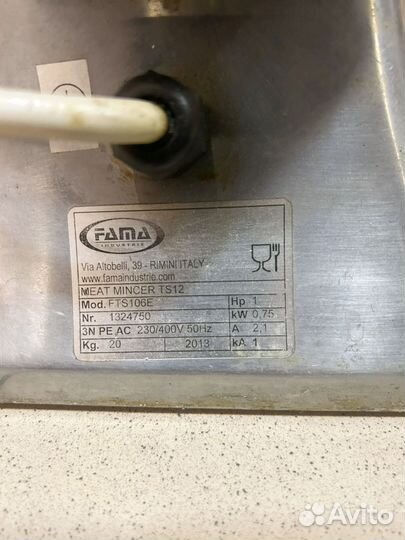 FAMA
INDUSTRIE
Via Altobelli, 39 - RIMINI ITALY
www.famaindustrie.com
MEAT MINCER TS12
Mod. FTS106E Hp 1
Nr. 1324750 kW 0,75
3N PE AC 230/400V 50Hz A 2,1
Kg. 20 2013 kA 1
Avito